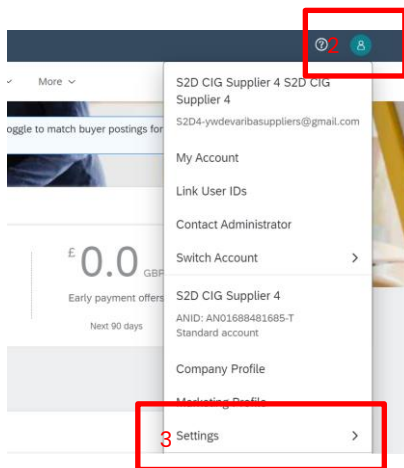 2
More
S2D CIG Supplier 4 S2D CIG
Supplier 4
S2D4-ywdevaribasuppliers@gmail.com
oggle to match buyer postings for
My Account
Link User IDs
Contact Administrator
Switch Account
£ 0.0 GBP
Early payment offers
Next 90 days
S2D CIG Supplier 4
ANID: AN01688481685-T
Standard account
Company Profile
Marketing Profile
3 Settings